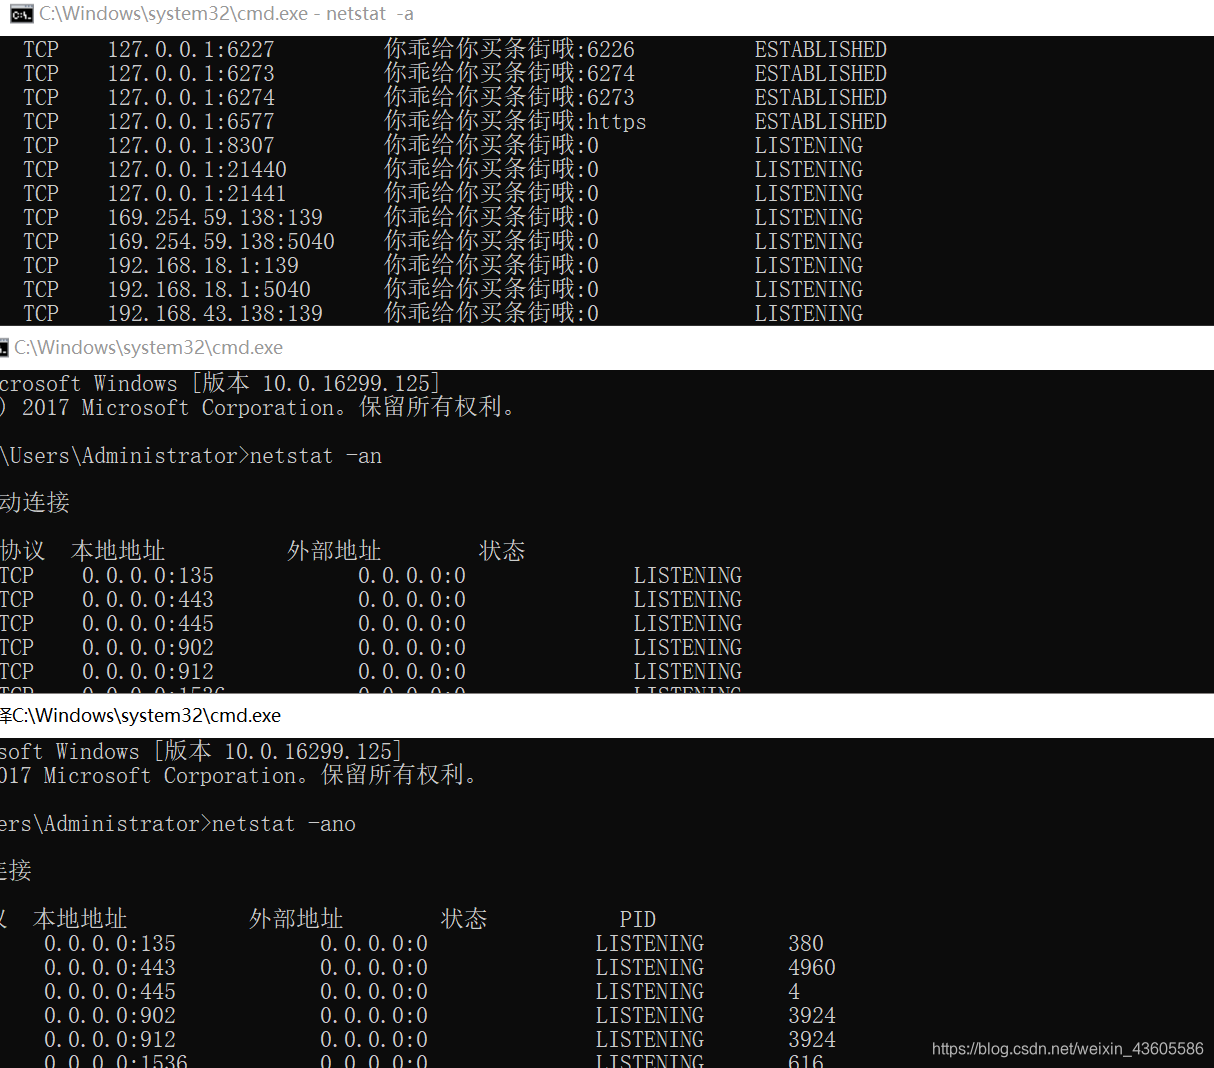 C:\Windows\system32\cmd.exe - netstat -a
TCP 127.0.0.1:6227 你乖给你买条街哦:6226 ESTABLISHED
TCP 127.0.0.1:6273 你乖给你买条街哦:6274 ESTABLISHED
TCP 127.0.0.1:6274 你乖给你买条街哦:6273 ESTABLISHED
TCP 127.0.0.1:6577 你乖给你买条街哦:https ESTABLISHED
TCP 127.0.0.1:8307 你乖给你买条街哦:0 LISTENING
TCP 127.0.0.1:21440 你乖给你买条街哦:0 LISTENING
TCP 127.0.0.1:21441 你乖给你买条街哦:0 LISTENING
TCP 169.254.59.138:139 你乖给你买条街哦:0 LISTENING
TCP 169.254.59.138:5040 你乖给你买条街哦:0 LISTENING
TCP 192.168.18.1:139 你乖给你买条街哦:0 LISTENING
TCP 192.168.18.1:5040 你乖给你买条街哦:0 LISTENING
TCP 192.168.43.138:139 你乖给你买条街哦:0 LISTENING
C:\Windows\system32\cmd.exe
crosoft Windows [版本 10.0.16299.125]
) 2017 Microsoft Corporation。保留所有权利。
\Users\Administrator>netstat -an
动连接
协议 本地地址 外部地址 状态
TCP 0.0.0.0:135 0.0.0.0:0 LISTENING
TCP 0.0.0.0:443 0.0.0.0:0 LISTENING
TCP 0.0.0.0:445 0.0.0.0:0 LISTENING
TCP 0.0.0.0:902 0.0.0.0:0 LISTENING
TCP 0.0.0.0:912 0.0.0.0:0 LISTENING
TCP 0.0.0.0:1536 0.0.0.0:0 LISTENING
C:\Windows\system32\cmd.exe
soft Windows [版本 10.0.16299.125]
017 Microsoft Corporation。保留所有权利。
ers\Administrator>netstat -ano
连接
本地地址 外部地址 状态 PID
0.0.0.0:135 0.0.0.0:0 LISTENING 380
0.0.0.0:443 0.0.0.0:0 LISTENING 4960
0.0.0.0:445 0.0.0.0:0 LISTENING 4
0.0.0.0:902 0.0.0.0:0 LISTENING 3924
0.0.0.0:912 0.0.0.0:0 LISTENING 3924
0.0.0.0:1536 0.0.0.0:0 LISTENING 616
https://blog.csdn.net/weixin_43605586